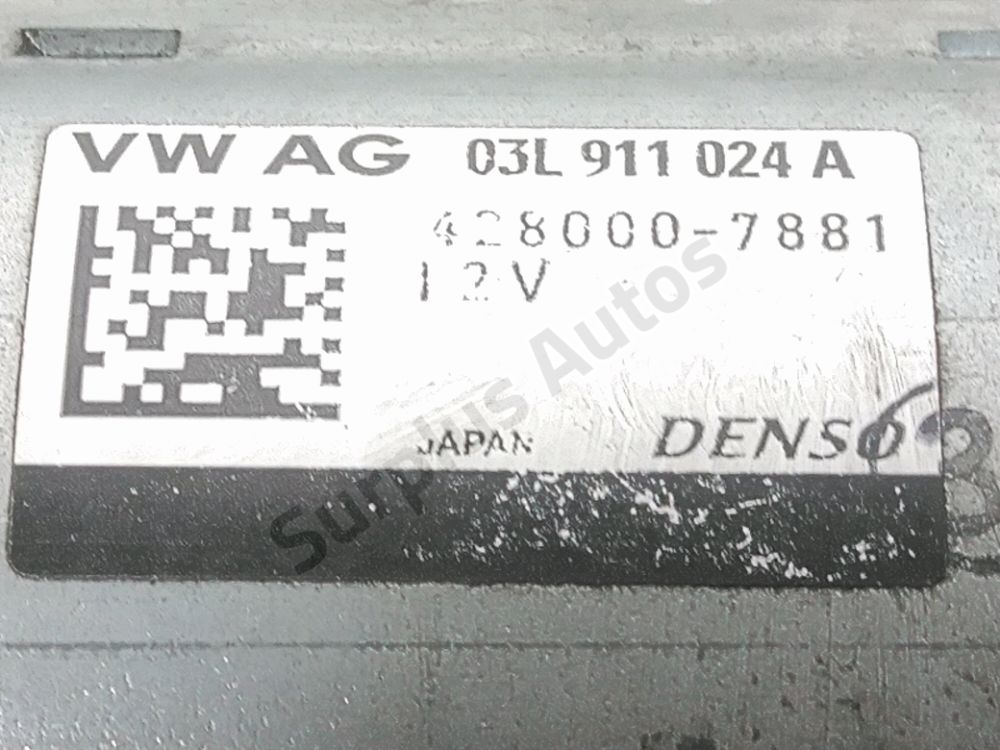 VW AG 03L 911 024 A
428000-7881
12V
Surplus Autos
JAPAN DENSO